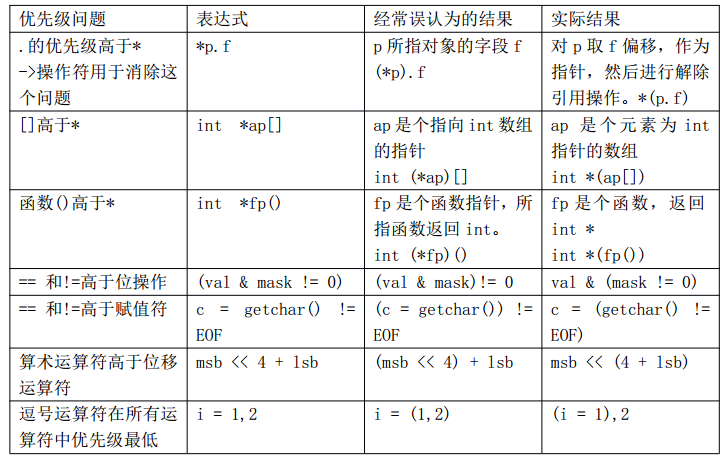 优先级问题 表达式 经常误认为的结果 实际结果
.的优先级高于* *p.f p 所指对象的字段 f 对 p 取 f 偏移，作为
->操作符用于消除这 (*p).f 指针，然后进行解除
个问题 引用操作。*(p.f)
[]高于* int *ap[] ap 是个指向 int 数组 ap 是个元素为 int
的指针 指针的数组
int (*ap)[] int *(ap[])
函数()高于* int *fp() fp 是个函数指针，所 fp 是个函数，返回
指函数返回 int。 int *
int (*fp)() int *(fp())
== 和!=高于位操作 (val & mask != 0) (val & mask)!= 0 val & (mask != 0)
== 和!=高于赋值符 c = getchar() != (c = getchar()) != c = (getchar() !=
EOF EOF EOF)
算术运算符高于位移 msb << 4 + lsb (msb << 4) + lsb msb << (4 + lsb)
运算符
逗号运算符在所有运 i = 1,2 i = (1,2) (i = 1),2
算符中优先级最低